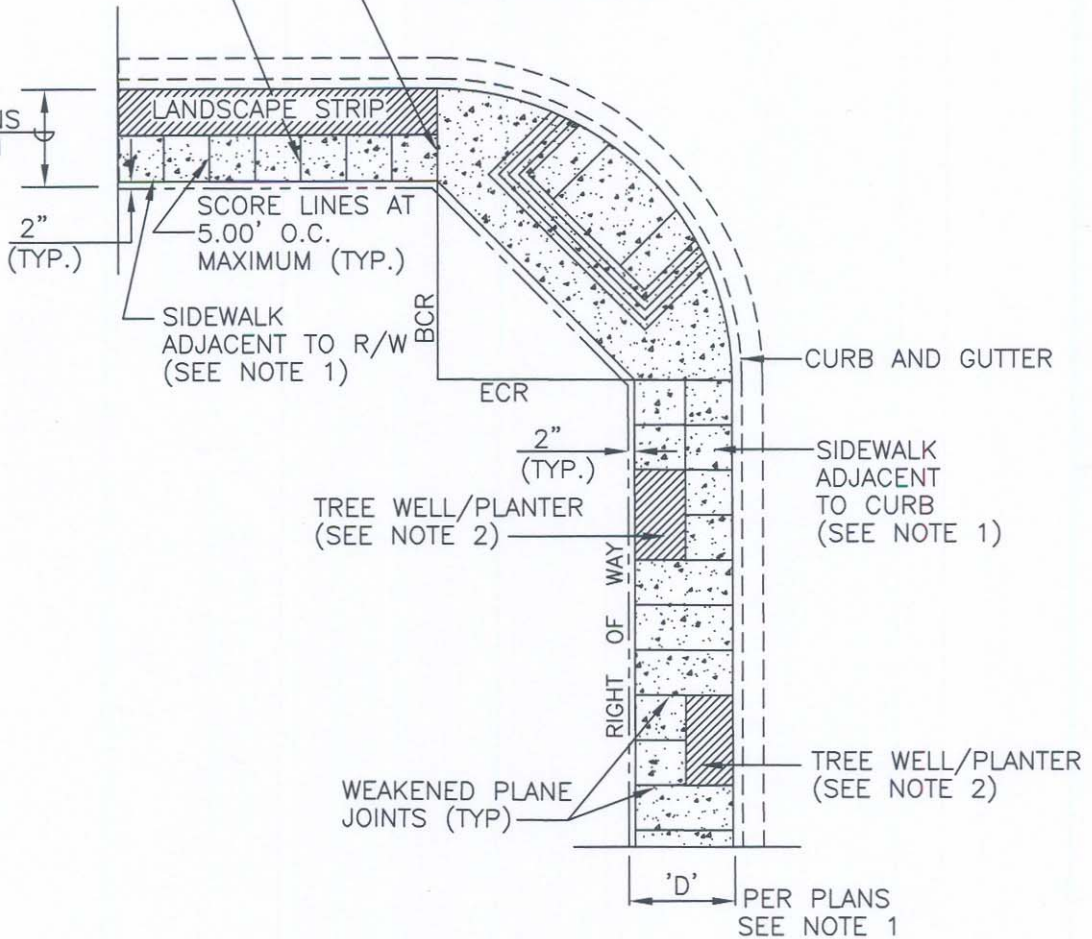 NS
LANDSCAPE STRIP
2"
(TYP.)
SCORE LINES AT
5.00' O.C.
MAXIMUM (TYP.)
SIDEWALK
ADJACENT TO R/W
(SEE NOTE 1)
BCR
ECR
CURB AND GUTTER
2"
(TYP.)
SIDEWALK
ADJACENT
TO CURB
(SEE NOTE 1)
TREE WELL/PLANTER
(SEE NOTE 2)
RIGHT OF WAY
TREE WELL/PLANTER
(SEE NOTE 2)
WEAKENED PLANE
JOINTS (TYP)
'D'
PER PLANS
SEE NOTE 1